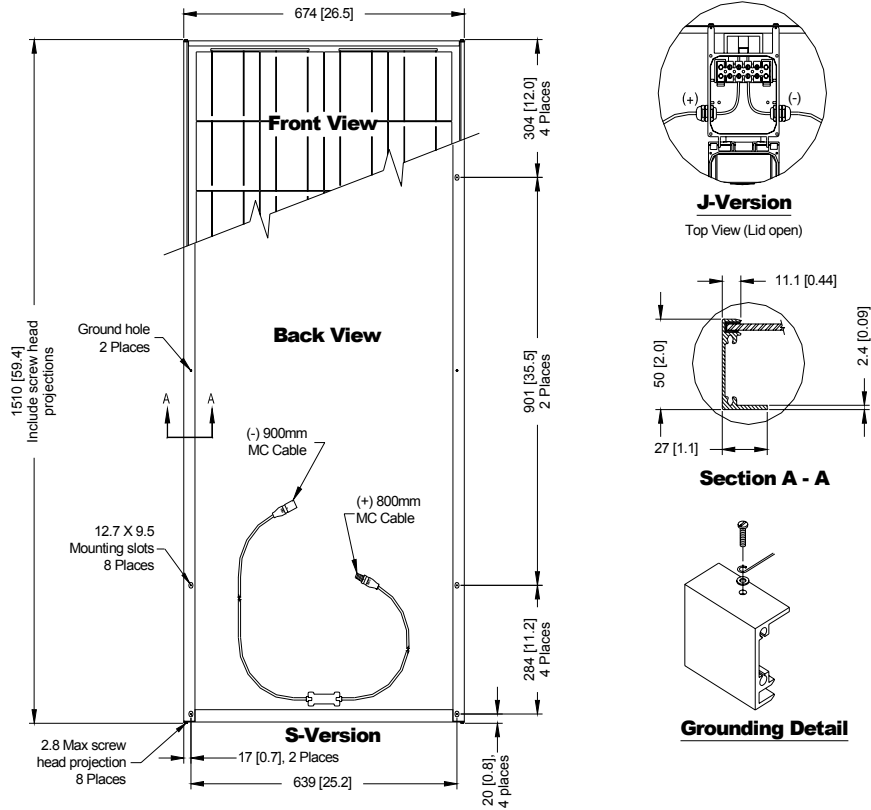 674 [26.5]
Front View
304 [12.0]
4 Places
(+)
(-)
J-Version
Top View (Lid open)
11.1 [0.44]
50 [2.0]
2.4 [0.09]
27 [1.1]
Section A - A
1510 [59.4]
Include screw head
projections
Ground hole
2 Places
Back View
901 [35.5]
2 Places
A
A
(-) 900mm
MC Cable
(+) 800mm
MC Cable
12.7 X 9.5
Mounting slots
8 Places
284 [11.2]
4 Places
Grounding Detail
S-Version
2.8 Max screw
head projection
8 Places
17 [0.7], 2 Places
639 [25.2]
20 [0.8],
4 places